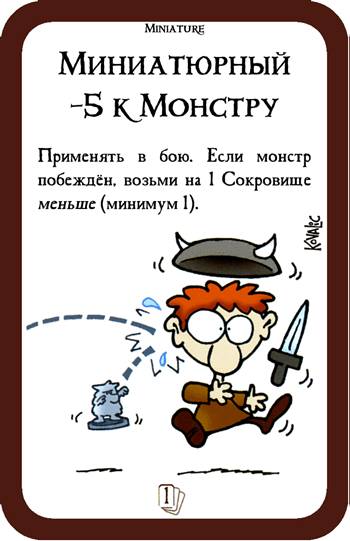 Miniature
Миниатюрный
-5 к Монстру
Применять в бою. Если монстр
побеждён, возьми на 1 Сокровище
меньше (минимум 1).
Kovalic
1